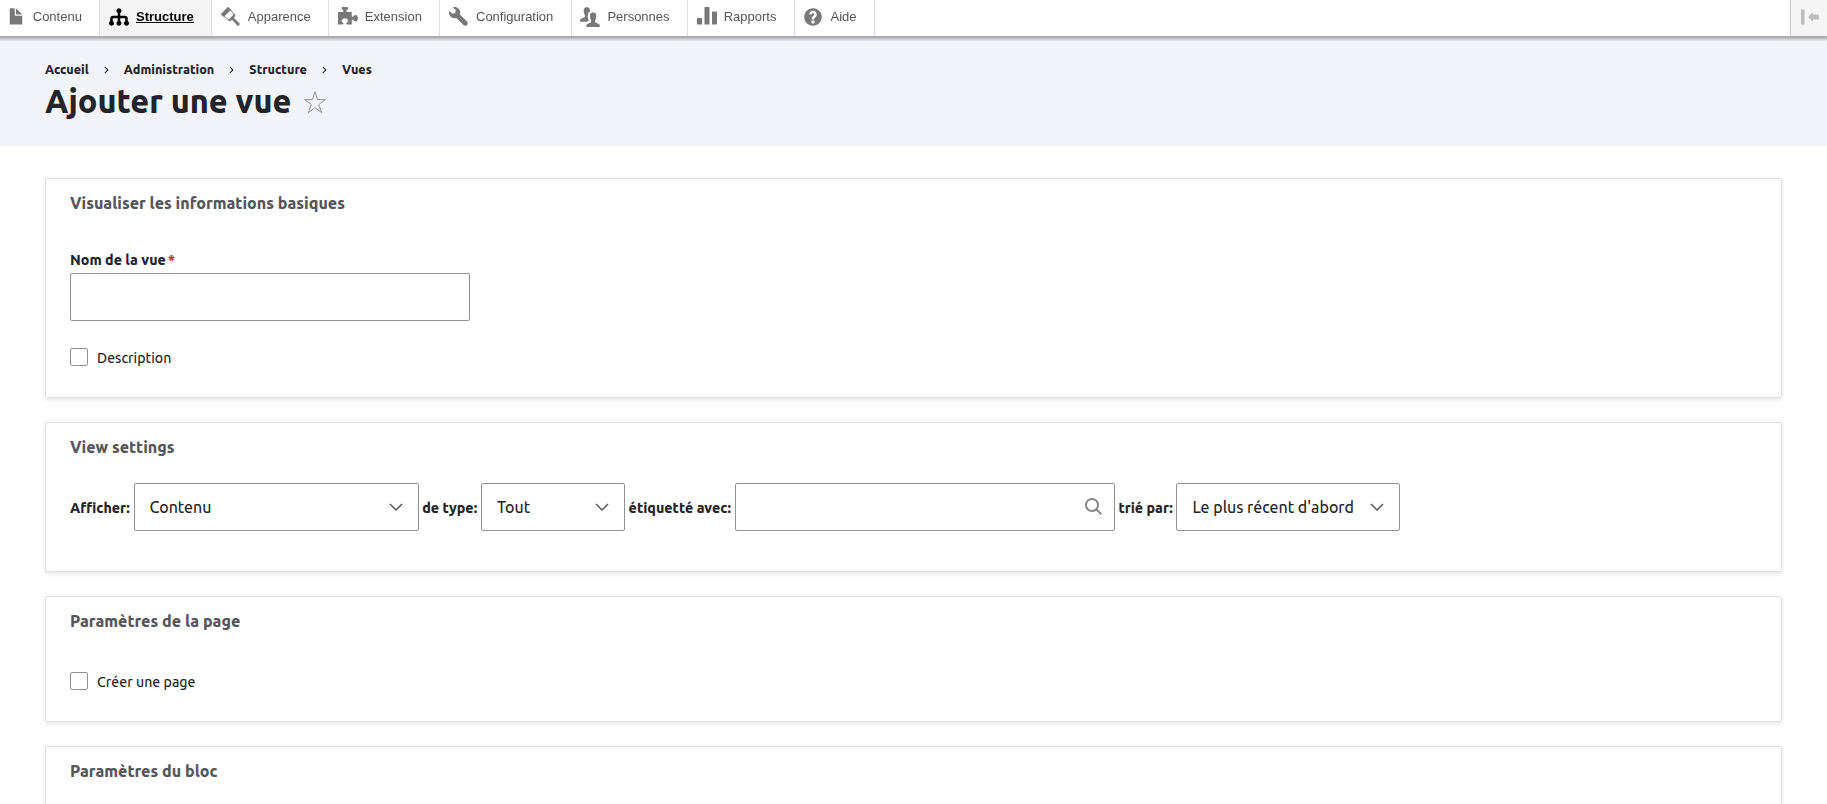 Contenu Structure Apparence Extension Configuration Personnes Rapports Aide
Accueil › Administration › Structure › Vues
Ajouter une vue
Visualiser les informations basiques
Nom de la vue*
Description
View settings
Afficher: Contenu de type: Tout étiquetté avec: trié par: Le plus récent d'abord
Paramètres de la page
Créer une page
Paramètres du bloc